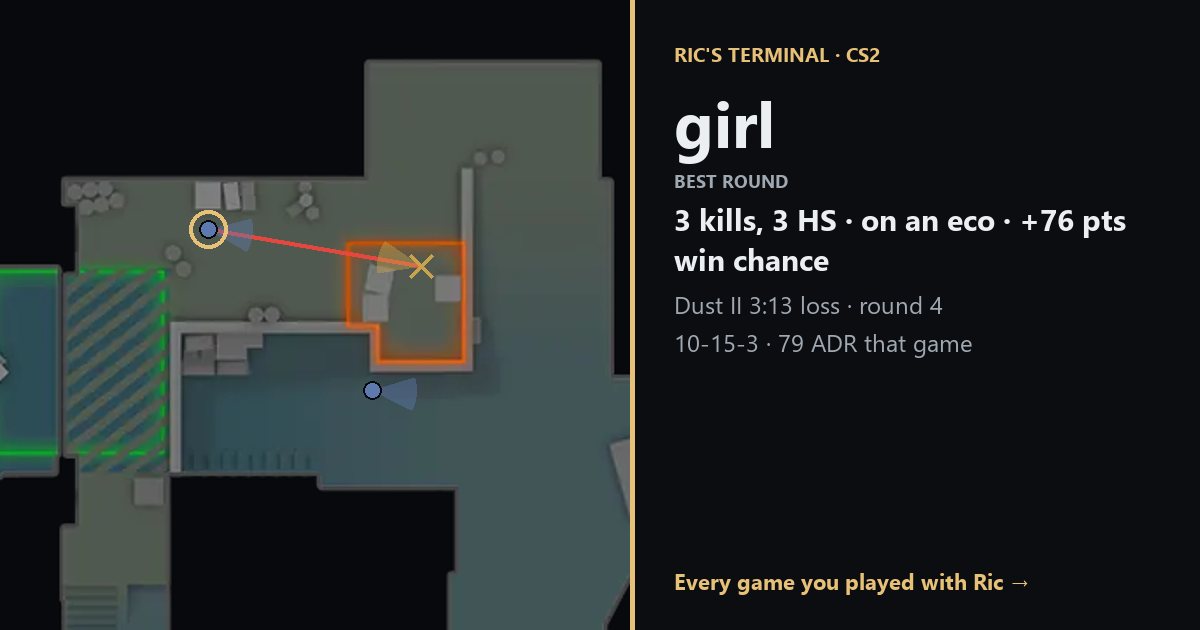 RIC'S TERMINAL · CS2
girl
BEST ROUND
3 kills, 3 HS · on an eco · +76 pts
win chance
Dust II 3:13 loss · round 4
10-15-3 · 79 ADR that game
Every game you played with Ric →